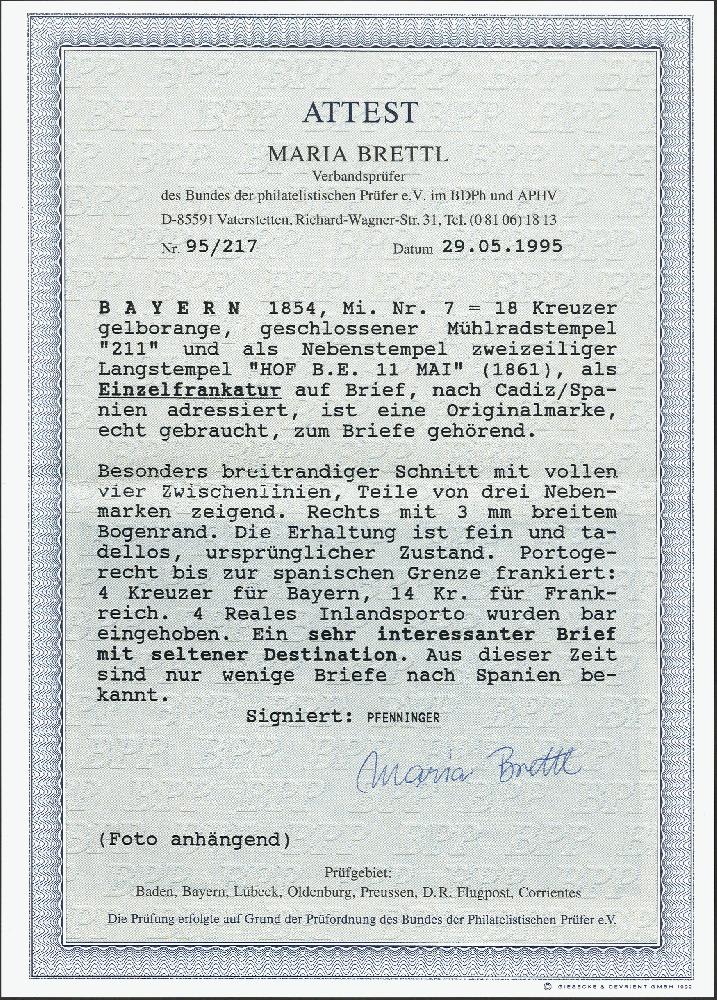 ATTEST
MARIA BRETTL
Verbandsprüfer
des Bundes der philatelistischen Prüfer e.V. im BDPh und APHV
D-85591 Vaterstetten, Richard-Wagner-Str. 31, Tel. (0 81 06) 18 13
Nr. 95/217 Datum 29.05.1995
B A Y E R N 1854, Mi. Nr. 7 = 18 Kreuzer
gelborange, geschlossener Mühlradstempel
"211" und als Nebenstempel zweizeiliger
Langstempel "HOF B.E. 11 MAI" (1861), als
Einzelfrankatur auf Brief, nach Cadiz/Spa-
nien adressiert, ist eine Originalmarke,
echt gebraucht, zum Briefe gehörend.
Besonders breitrandiger Schnitt mit vollen
vier Zwischenlinien, Teile von drei Neben-
marken zeigend. Rechts mit 3 mm breitem
Bogenrand. Die Erhaltung ist fein und ta-
dellos, ursprünglicher Zustand. Portoge-
recht bis zur spanischen Grenze frankiert:
4 Kreuzer für Bayern, 14 Kr. für Frank-
reich. 4 Reales Inlandsporto wurden bar
eingehoben. Ein sehr interessanter Brief
mit seltener Destination. Aus dieser Zeit
sind nur wenige Briefe nach Spanien be-
kannt.
Signiert: PFENNINGER
Maria Brettl
(Foto anhängend)
Prüfgebiet:
Baden, Bayern, Lübeck, Oldenburg, Preussen, D.R. Flugpost, Corrientes
Die Prüfung erfolgte auf Grund der Prüfordnung des Bundes der Philatelistischen Prüfer e.V.
© GIESECKE & DEVRIENT GMBH